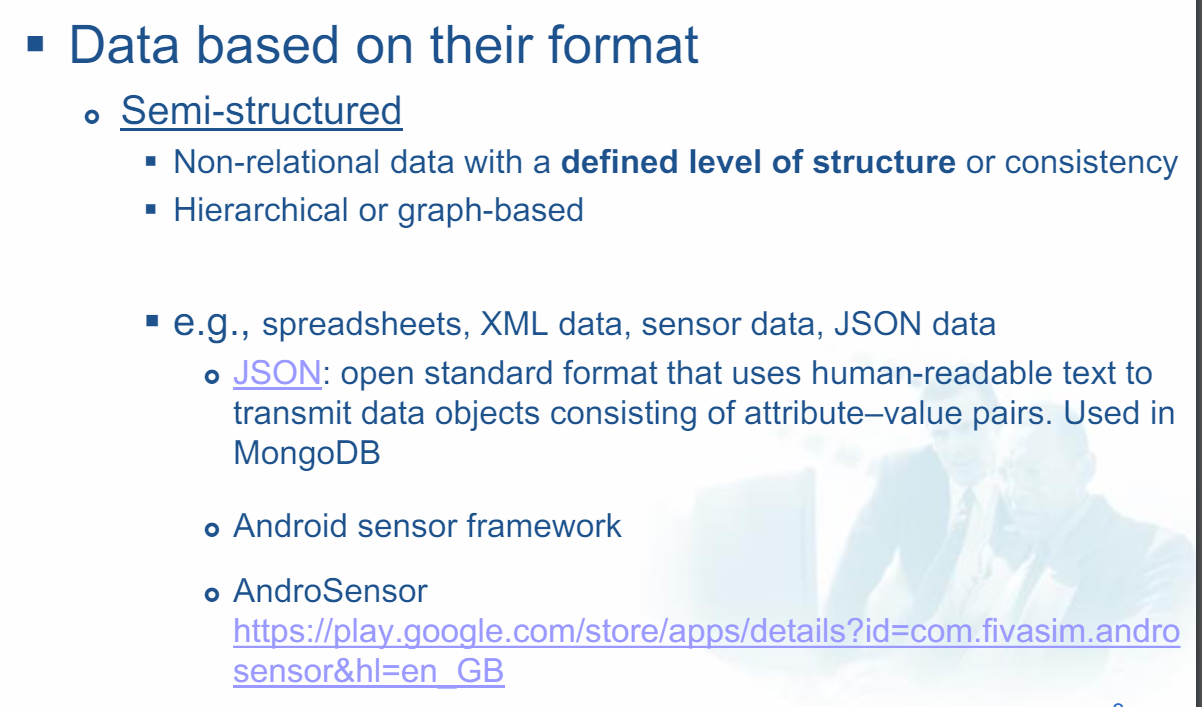 Data based on their format
Semi-structured
Non-relational data with a defined level of structure or consistency
Hierarchical or graph-based
e.g., spreadsheets, XML data, sensor data, JSON data
JSON: open standard format that uses human-readable text to
transmit data objects consisting of attribute–value pairs. Used in
MongoDB
Android sensor framework
AndroSensor
https://play.google.com/store/apps/details?id=com.fivasim.andro
sensor&hl=en_GB